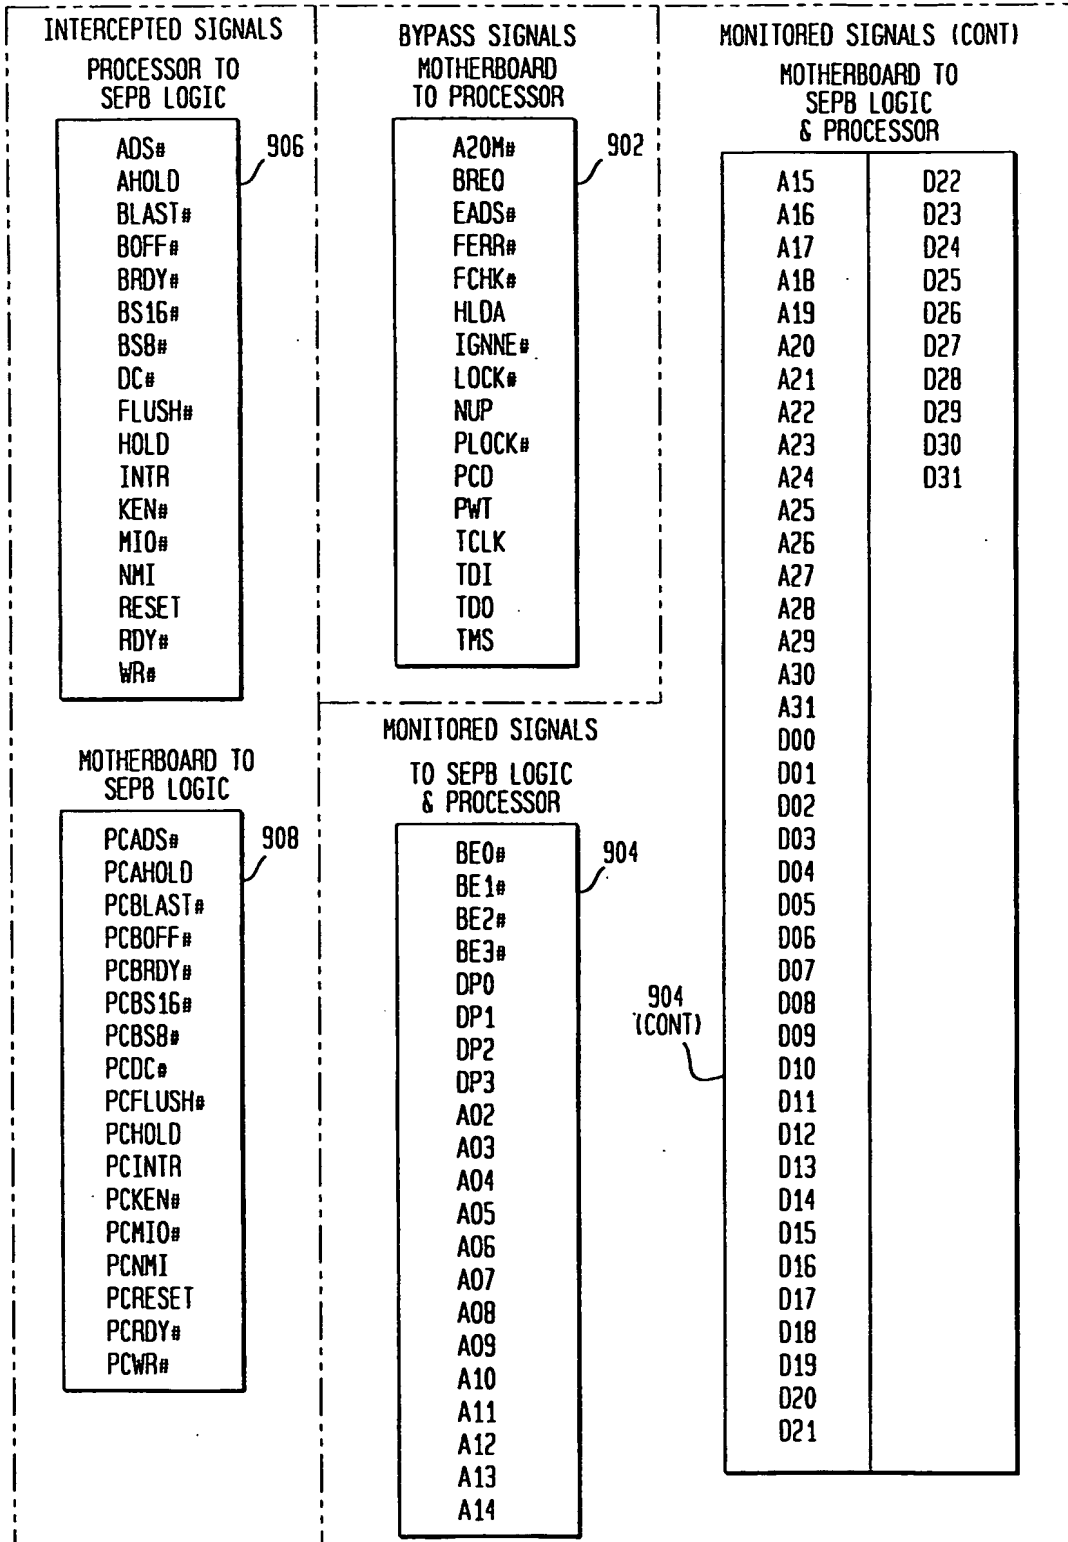 INTERCEPTED SIGNALS
PROCESSOR TO
SEPB LOGIC
906
ADS#
AHOLD
BLAST#
BOFF#
BRDY#
BS16#
BS8#
DC#
FLUSH#
HOLD
INTR
KEN#
MIO#
NMI
RESET
RDY#
WR#
MOTHERBOARD TO
SEPB LOGIC
908
PCADS#
PCAHOLD
PCBLAST#
PCBOFF#
PCBRDY#
PCBS16#
PCBS8#
PCDC#
PCFLUSH#
PCHOLD
PCINTR
PCKEN#
PCMIO#
PCNMI
PCRESET
PCRDY#
PCWR#
BYPASS SIGNALS
MOTHERBOARD
TO PROCESSOR
902
A20M#
BREQ
EADS#
FERR#
FCHK#
HLDA
IGNNE#
LOCK#
NUP
PLOCK#
PCD
PWT
TCLK
TDI
TDO
TMS
MONITORED SIGNALS
TO SEPB LOGIC
& PROCESSOR
904
BE0#
BE1#
BE2#
BE3#
DP0
DP1
DP2
DP3
A02
A03
A04
A05
A06
A07
A08
A09
A10
A11
A12
A13
A14
MONITORED SIGNALS (CONT)
MOTHERBOARD TO
SEPB LOGIC
& PROCESSOR
904
(CONT)
A15
A16
A17
A18
A19
A20
A21
A22
A23
A24
A25
A26
A27
A28
A29
A30
A31
D00
D01
D02
D03
D04
D05
D06
D07
D08
D09
D10
D11
D12
D13
D14
D15
D16
D17
D18
D19
D20
D21
D22
D23
D24
D25
D26
D27
D28
D29
D30
D31